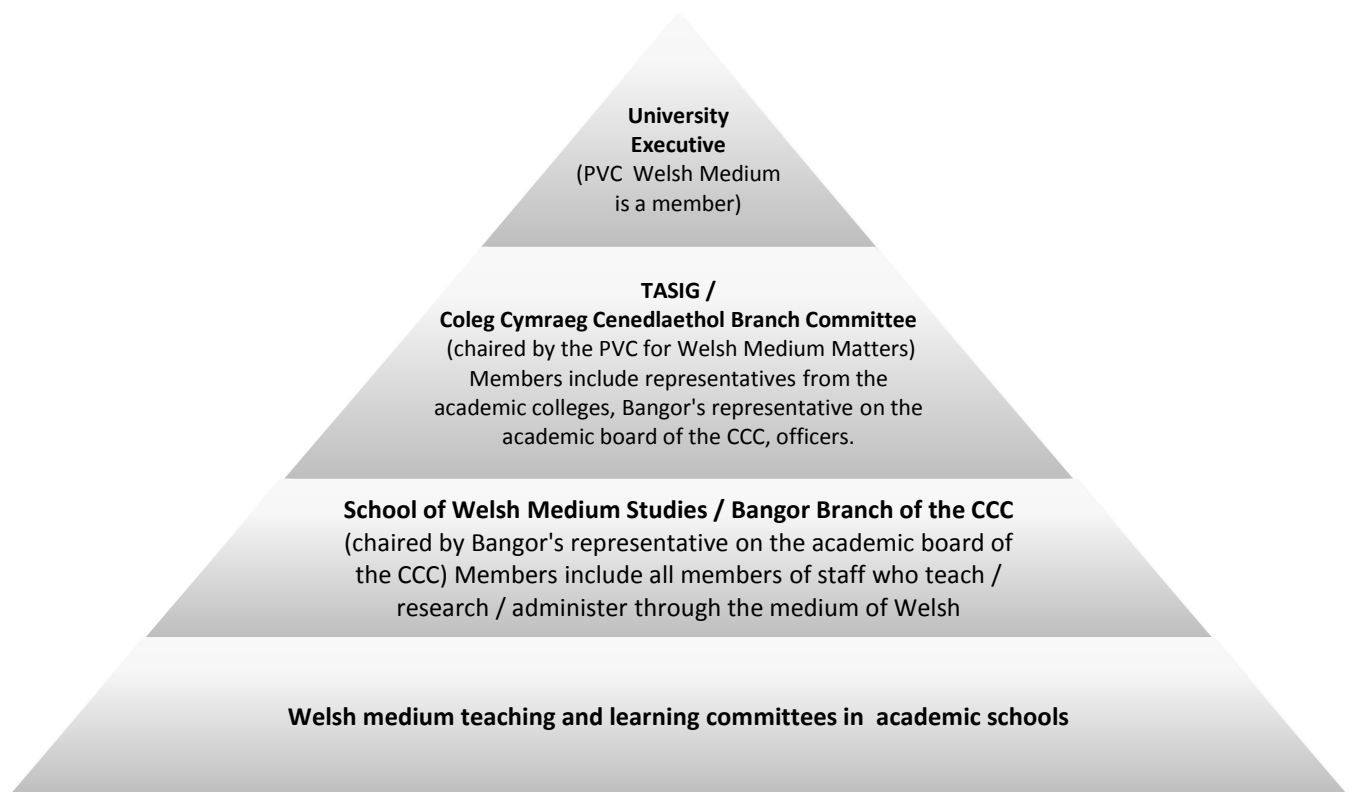 University
Executive
(PVC Welsh Medium
is a member)
TASIG /
Coleg Cymraeg Cenedlaethol Branch Committee
(chaired by the PVC for Welsh Medium Matters)
Members include representatives from the
academic colleges, Bangor's representative on the
academic board of the CCC, officers.
School of Welsh Medium Studies / Bangor Branch of the CCC
(chaired by Bangor's representative on the academic board of
the CCC) Members include all members of staff who teach /
research / administer through the medium of Welsh
Welsh medium teaching and learning committees in academic schools